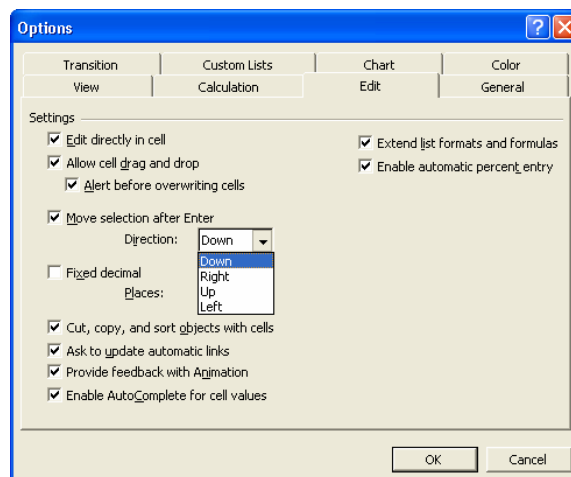 Options
Transition Custom Lists Chart Color
View Calculation Edit General
Settings
Edit directly in cell
Allow cell drag and drop
Alert before overwriting cells
Move selection after Enter
Direction: Down
Down
Right
Up
Left
Fixed decimal
Places:
Cut, copy, and sort objects with cells
Ask to update automatic links
Provide feedback with Animation
Enable AutoComplete for cell values
Extend list formats and formulas
Enable automatic percent entry
OK Cancel